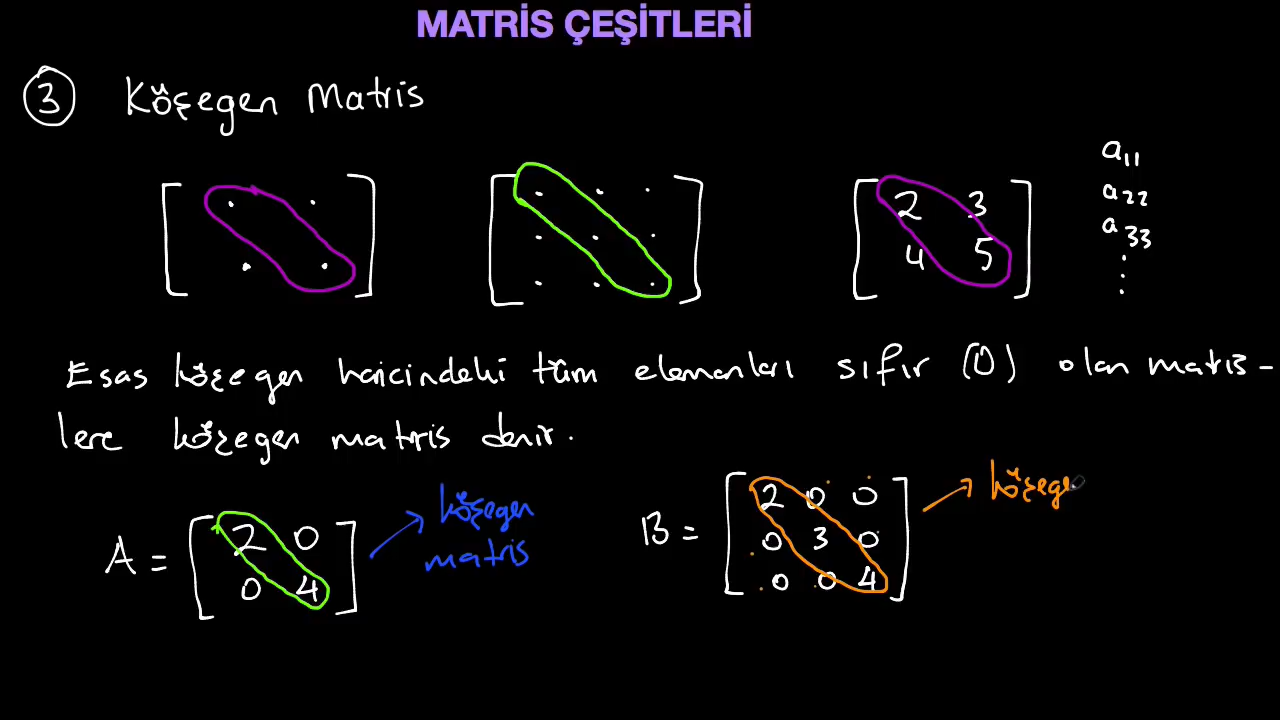 MATRİS ÇEŞİTLERİ
3 Köşegen Matris
2 3
4 5
a11
a22
a33
Esas köşegen haricindeki tüm elemanları sıfır (0) olan matris-
lere köşegen matris denir.
A = [2 0
0 4]
köşegen
matris
B = [2 0 0
0 3 0
0 0 4]
köşege